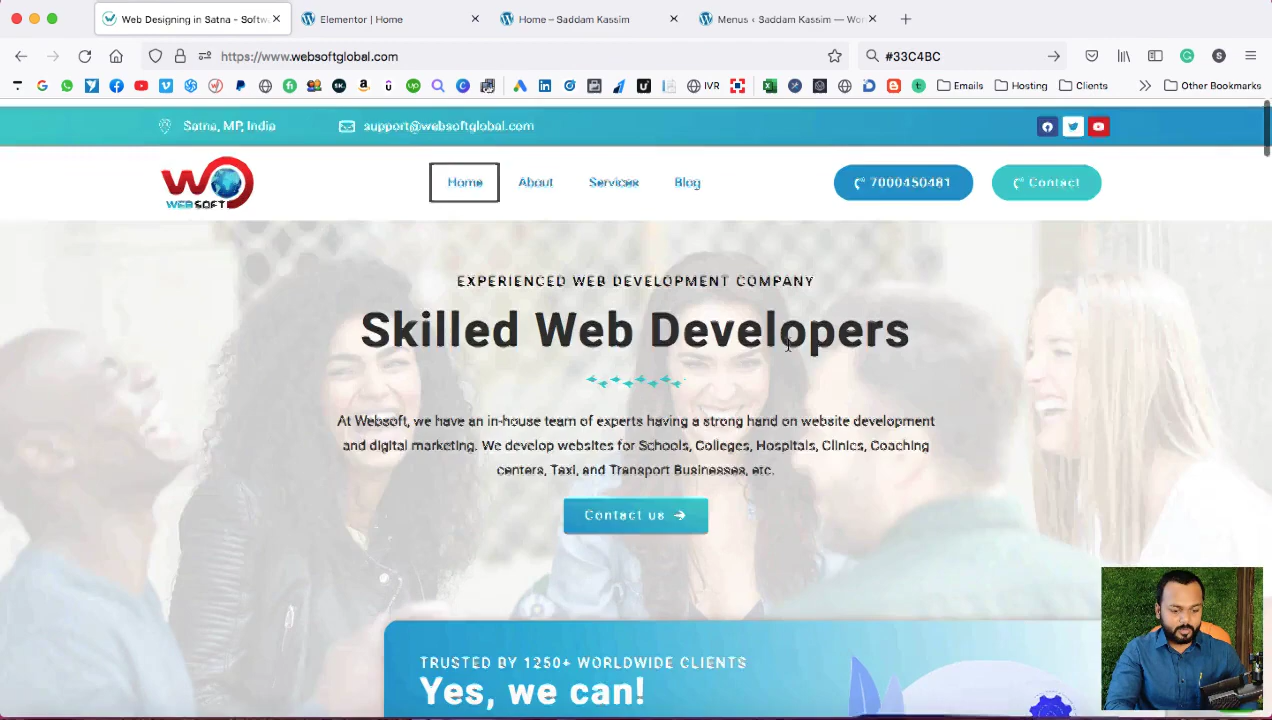 Web Designing in Satna - Softw
Elementor | Home
Home – Saddam Kassim
Menus ‹ Saddam Kassim — Wor
https://www.websoftglobal.com
#33C4BC
IVR
Emails
Hosting
Clients
Other Bookmarks
Satna, MP, India
support@websoftglobal.com
WEBSOFT
Home
About
Services
Blog
7000450481
Contact
EXPERIENCED WEB DEVELOPMENT COMPANY
Skilled Web Developers
At Websoft, we have an in-house team of experts having a strong hand on website development
and digital marketing. We develop websites for Schools, Colleges, Hospitals, Clinics, Coaching
centers, Taxi, and Transport Businesses, etc.
Contact us
TRUSTED BY 1250+ WORLDWIDE CLIENTS
Yes, we can!